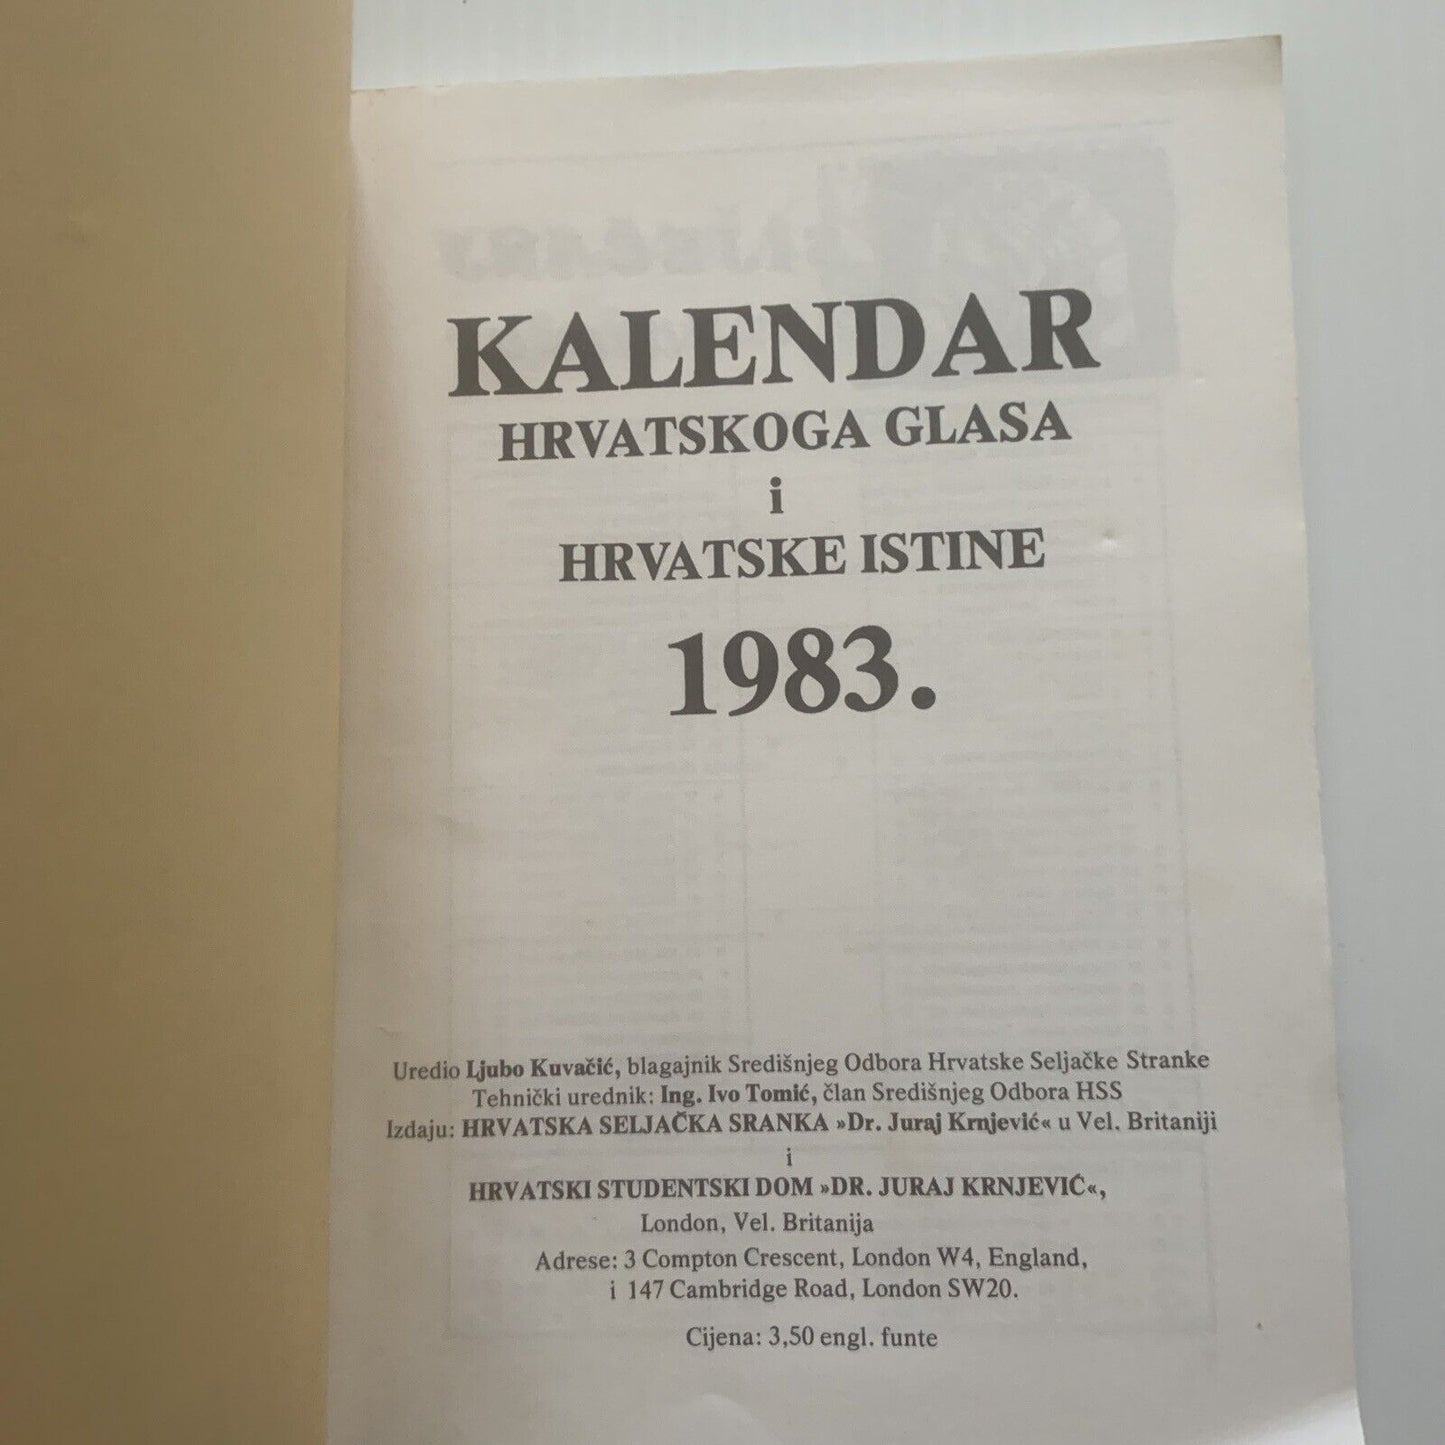 KALENDAR
HRVATSKOGA GLASA
i
HRVATSKE ISTINE
1983.
Uredio Ljubo Kuvačić, blagajnik Središnjeg Odbora Hrvatske Seljačke Stranke
Tehnički urednik: Ing. Ivo Tomić, član Središnjeg Odbora HSS
Izdaju: HRVATSKA SELJAČKA SRANKA »Dr. Juraj Krnjević« u Vel. Britaniji
i
HRVATSKI STUDENTSKI DOM »DR. JURAJ KRNJEVIĆ«,
London, Vel. Britanija
Adrese: 3 Compton Crescent, London W4, England,
i 147 Cambridge Road, London SW20.
Cijena: 3,50 engl. funte